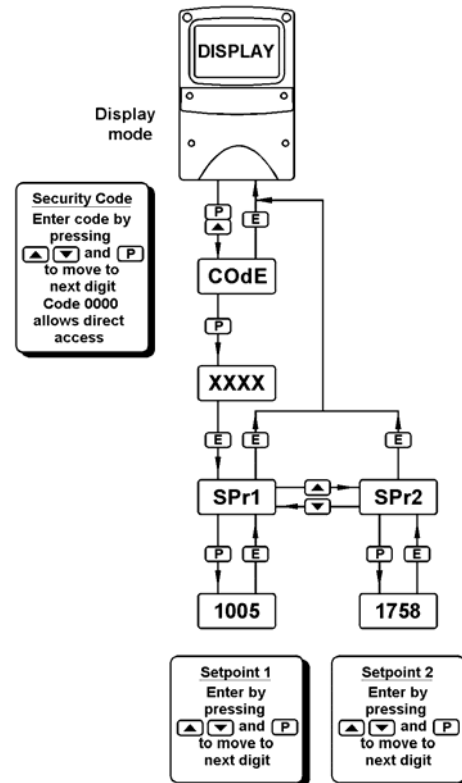 DISPLAY
Display
mode
Security Code
Enter code by
pressing
▲ ▼ and P
to move to
next digit
Code 0000
allows direct
access
P
▲
E
COdE
P
XXXX
E
E
E
SPr1
▲
▼
SPr2
P
E
P
E
1005
1758
Setpoint 1
Enter by
pressing
▲ ▼ and P
to move to
next digit
Setpoint 2
Enter by
pressing
▲ ▼ and P
to move to
next digit